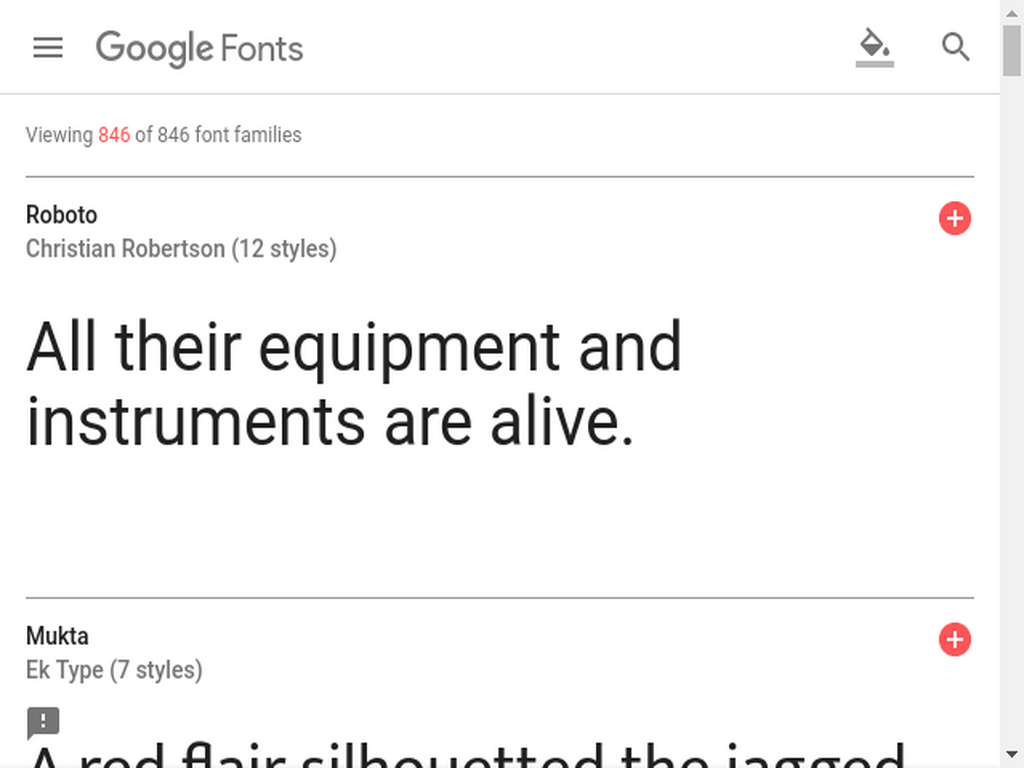 Google Fonts
Viewing 846 of 846 font families
Roboto
Christian Robertson (12 styles)
All their equipment and
instruments are alive.
Mukta
Ek Type (7 styles)
A red flair silhouetted the jagged